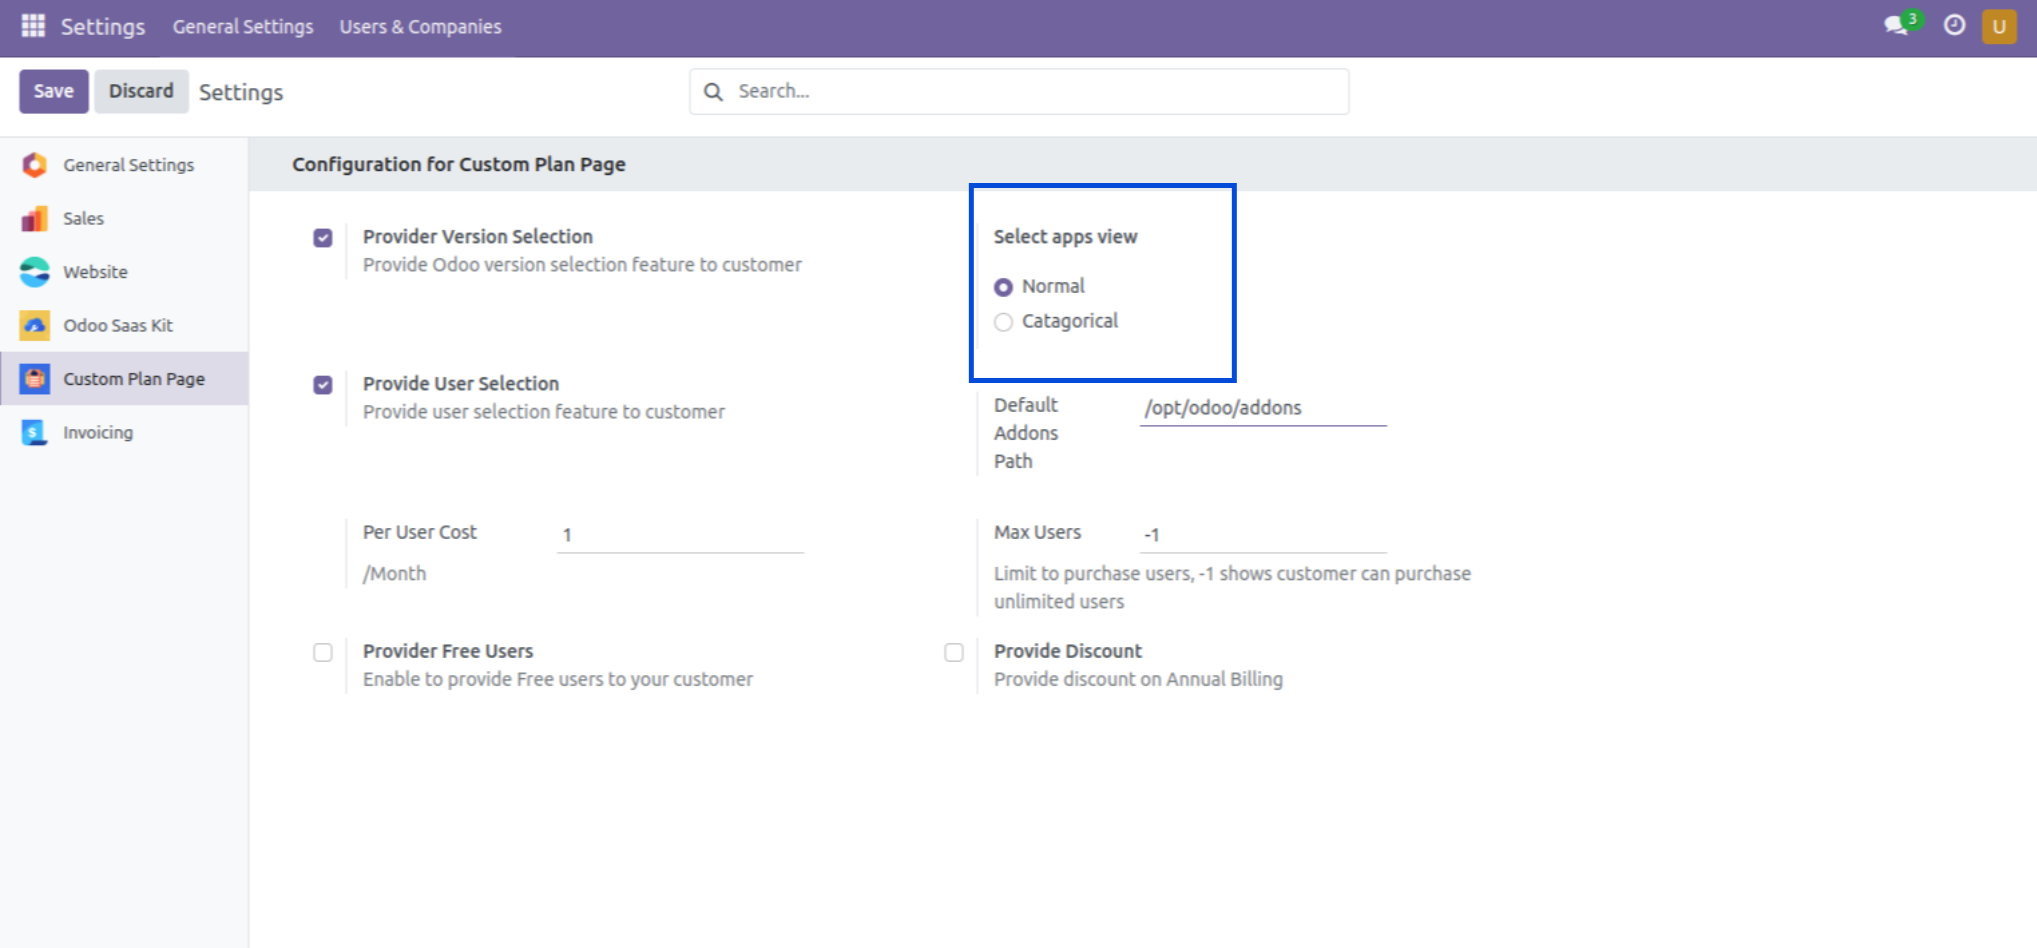 Settings General Settings Users & Companies 3 U
Save Discard Settings Search...
General Settings
Sales
Website
Odoo Saas Kit
Custom Plan Page
Invoicing
Configuration for Custom Plan Page
Provider Version Selection
Provide Odoo version selection feature to customer
Select apps view
Normal
Catagorical
Provide User Selection
Provide user selection feature to customer
Default
Addons
Path
/opt/odoo/addons
Per User Cost 1
/Month
Max Users -1
Limit to purchase users, -1 shows customer can purchase
unlimited users
Provider Free Users
Enable to provide Free users to your customer
Provide Discount
Provide discount on Annual Billing